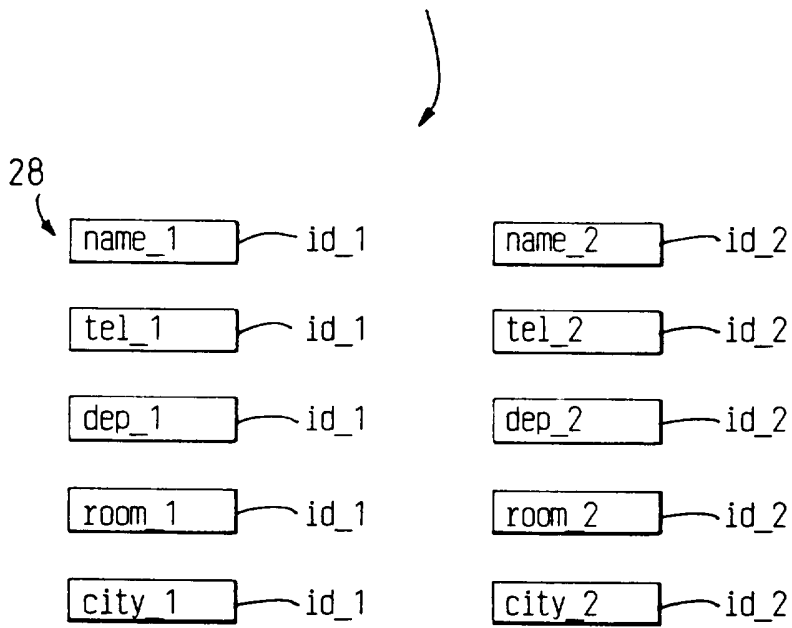 28
name_1 id_1 name_2 id_2
tel_1 id_1 tel_2 id_2
dep_1 id_1 dep_2 id_2
room_1 id_1 room_2 id_2
city_1 id_1 city_2 id_2